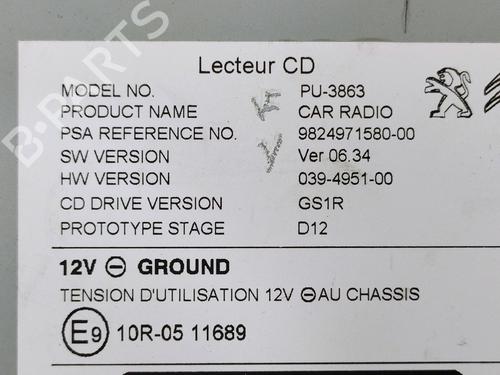 Lecteur CD
MODEL NO. PU-3863
PRODUCT NAME CAR RADIO
PSA REFERENCE NO. 9824971580-00
SW VERSION Ver 06.34
HW VERSION 039-4951-00
CD DRIVE VERSION GS1R
PROTOTYPE STAGE D12
12V ⊖ GROUND
TENSION D'UTILISATION 12V ⊖ AU CHASSIS
E9 10R-05 11689
B-PARTS